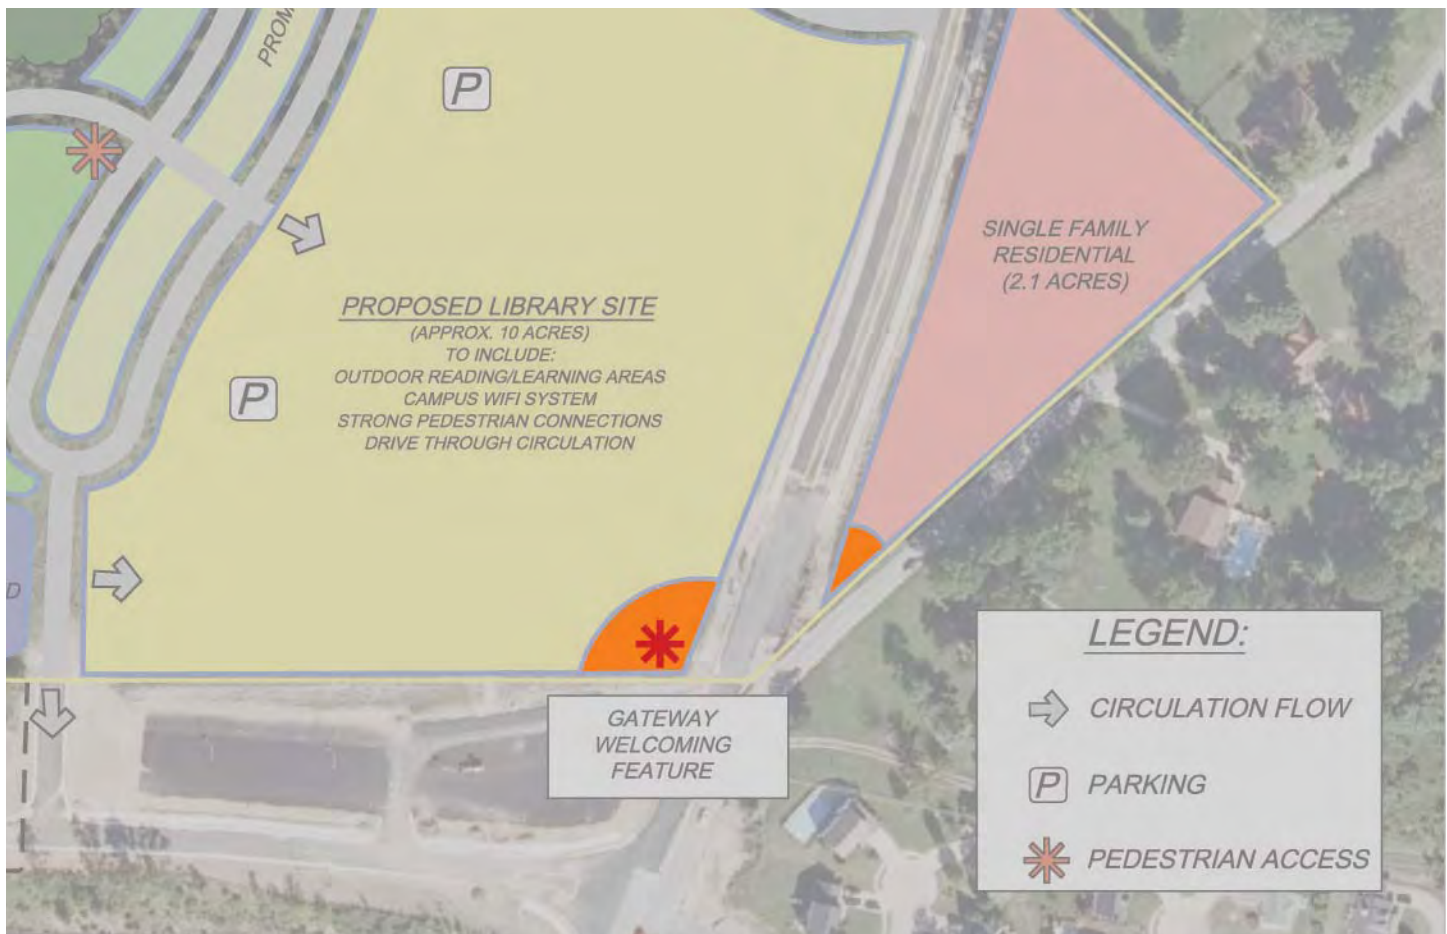 PROM
P
PROPOSED LIBRARY SITE
(APPROX. 10 ACRES)
TO INCLUDE:
OUTDOOR READING/LEARNING AREAS
CAMPUS WIFI SYSTEM
STRONG PEDESTRIAN CONNECTIONS
DRIVE THROUGH CIRCULATION
P
SINGLE FAMILY
RESIDENTIAL
(2.1 ACRES)
D
GATEWAY
WELCOMING
FEATURE
LEGEND:
CIRCULATION FLOW
P PARKING
PEDESTRIAN ACCESS